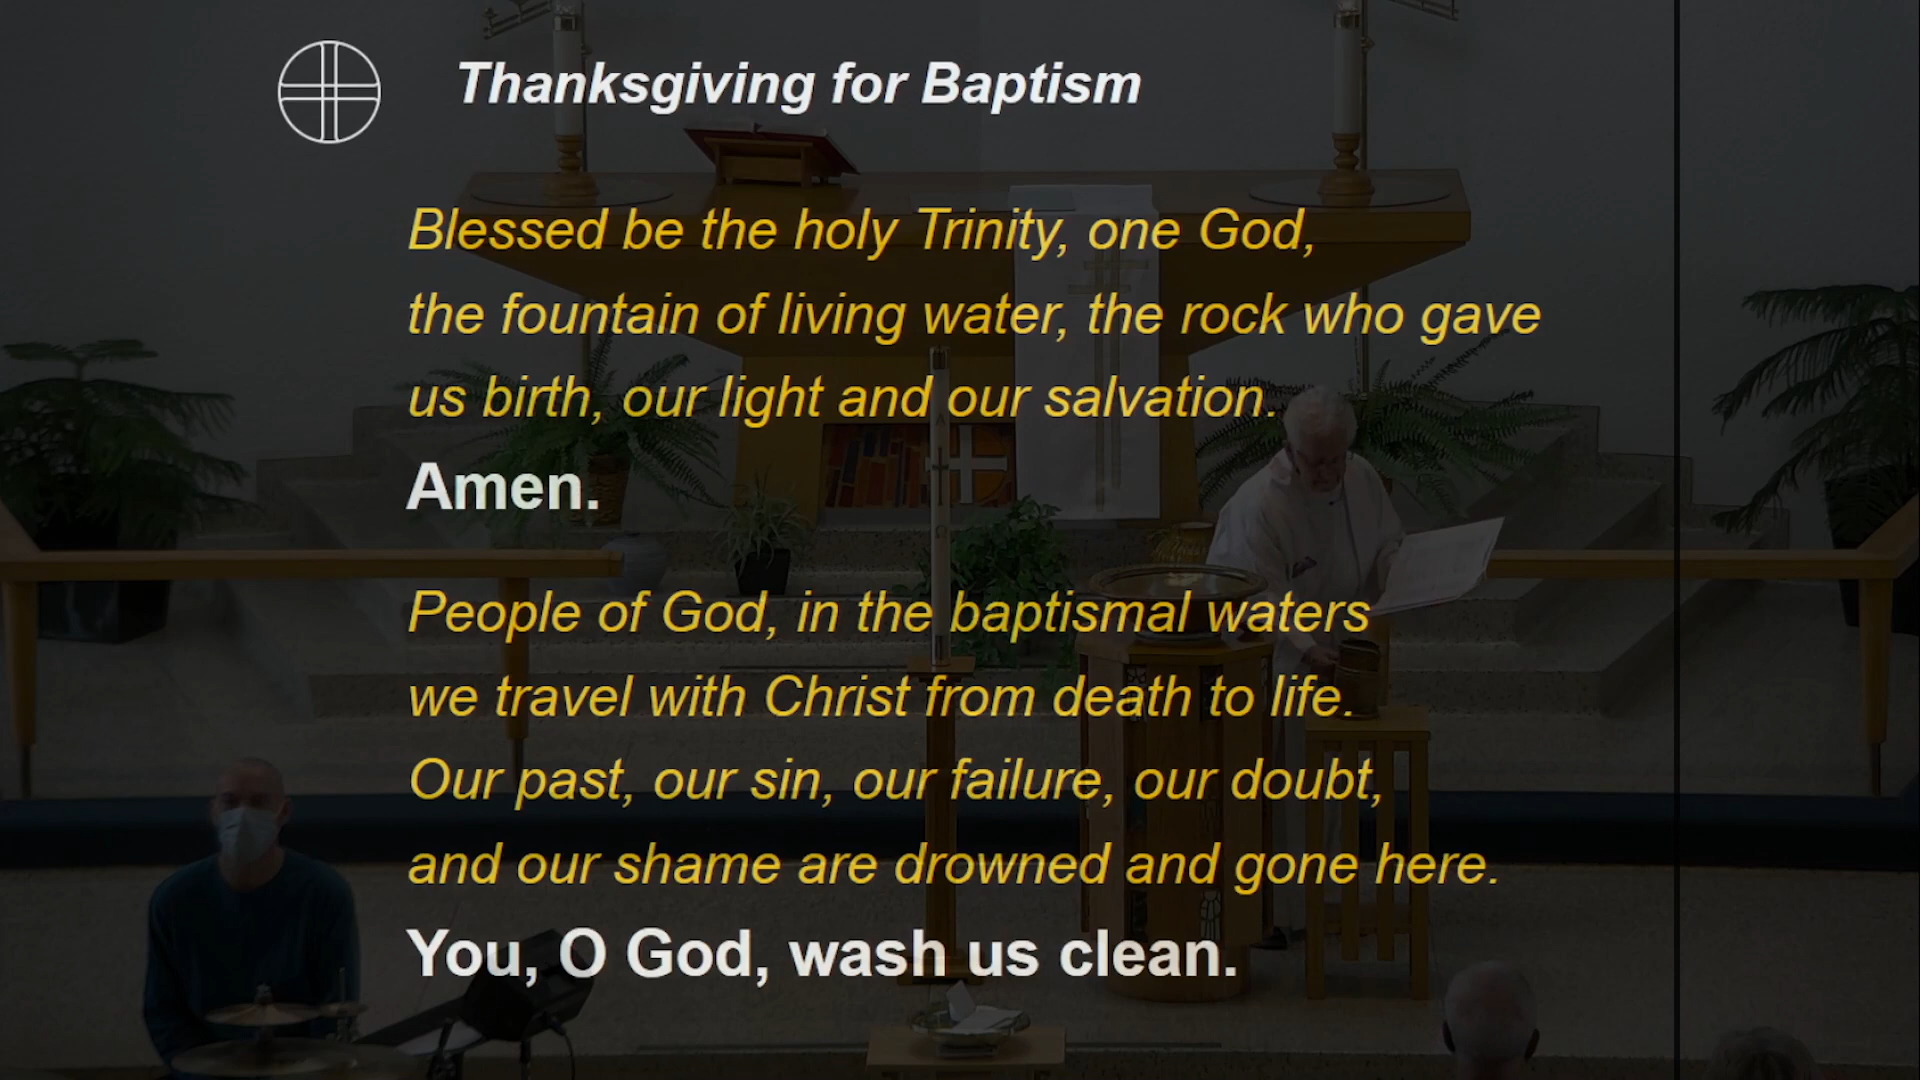 Thanksgiving for Baptism
Blessed be the holy Trinity, one God,
the fountain of living water, the rock who gave
us birth, our light and our salvation.
Amen.
People of God, in the baptismal waters
we travel with Christ from death to life.
Our past, our sin, our failure, our doubt,
and our shame are drowned and gone here.
You, O God, wash us clean.